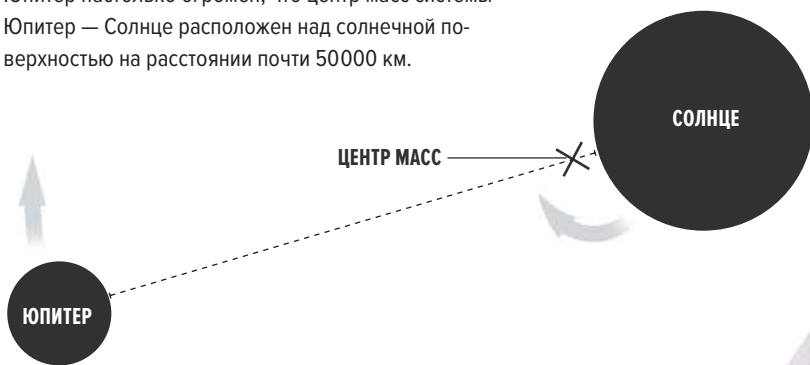 Юпитер настолько огромен, что центр масс системы
Юпитер — Солнце расположен над солнечной по-
верхностью на расстоянии почти 50000 км.
СОЛНЦЕ
ЦЕНТР МАСС
ЮПИТЕР